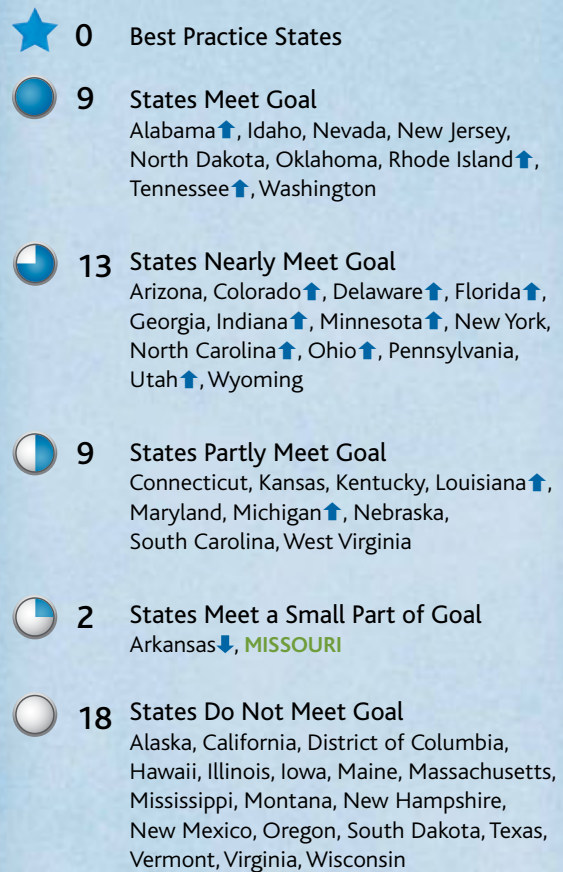 0 Best Practice States
9 States Meet Goal
Alabama⬆, Idaho, Nevada, New Jersey,
North Dakota, Oklahoma, Rhode Island⬆,
Tennessee⬆, Washington
13 States Nearly Meet Goal
Arizona, Colorado⬆, Delaware⬆, Florida⬆,
Georgia, Indiana⬆, Minnesota⬆, New York,
North Carolina⬆, Ohio⬆, Pennsylvania,
Utah⬆, Wyoming
9 States Partly Meet Goal
Connecticut, Kansas, Kentucky, Louisiana⬆,
Maryland, Michigan⬆, Nebraska,
South Carolina, West Virginia
2 States Meet a Small Part of Goal
Arkansas⬇, MISSOURI
18 States Do Not Meet Goal
Alaska, California, District of Columbia,
Hawaii, Illinois, Iowa, Maine, Massachusetts,
Mississippi, Montana, New Hampshire,
New Mexico, Oregon, South Dakota, Texas,
Vermont, Virginia, Wisconsin